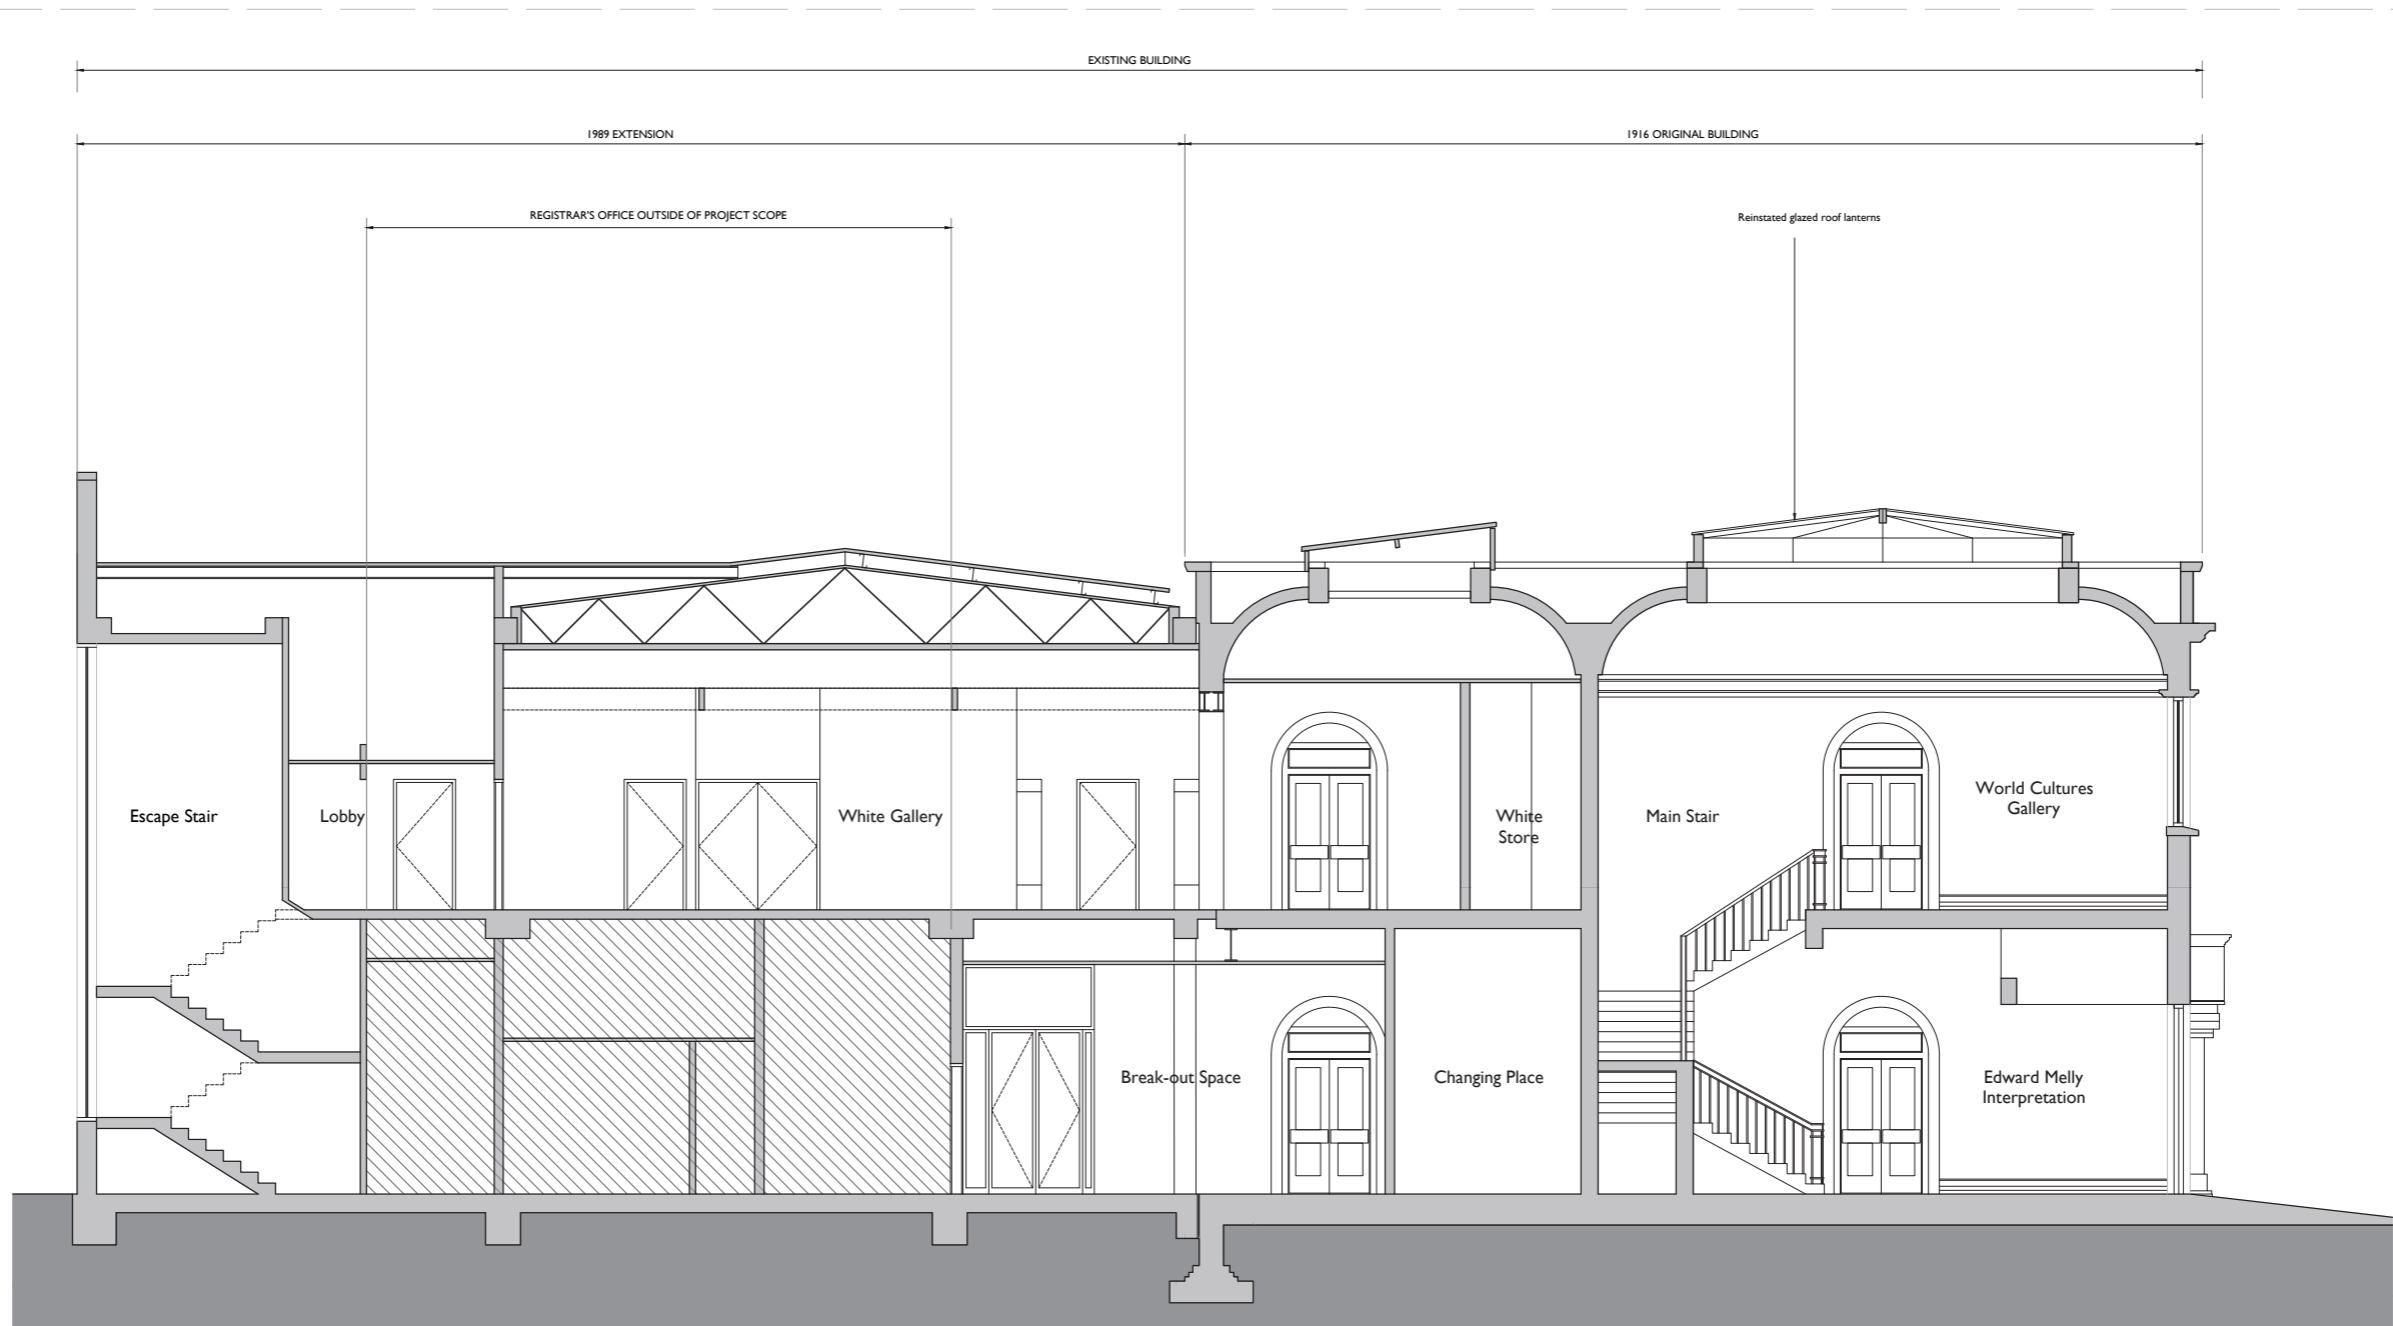 EXISTING BUILDING
1989 EXTENSION
1916 ORIGINAL BUILDING
REGISTRAR'S OFFICE OUTSIDE OF PROJECT SCOPE
Reinstated glazed roof lanterns
Escape Stair
Lobby
White Gallery
White
Store
Main Stair
World Cultures
Gallery
Break-out Space
Changing Place
Edward Melly
Interpretation